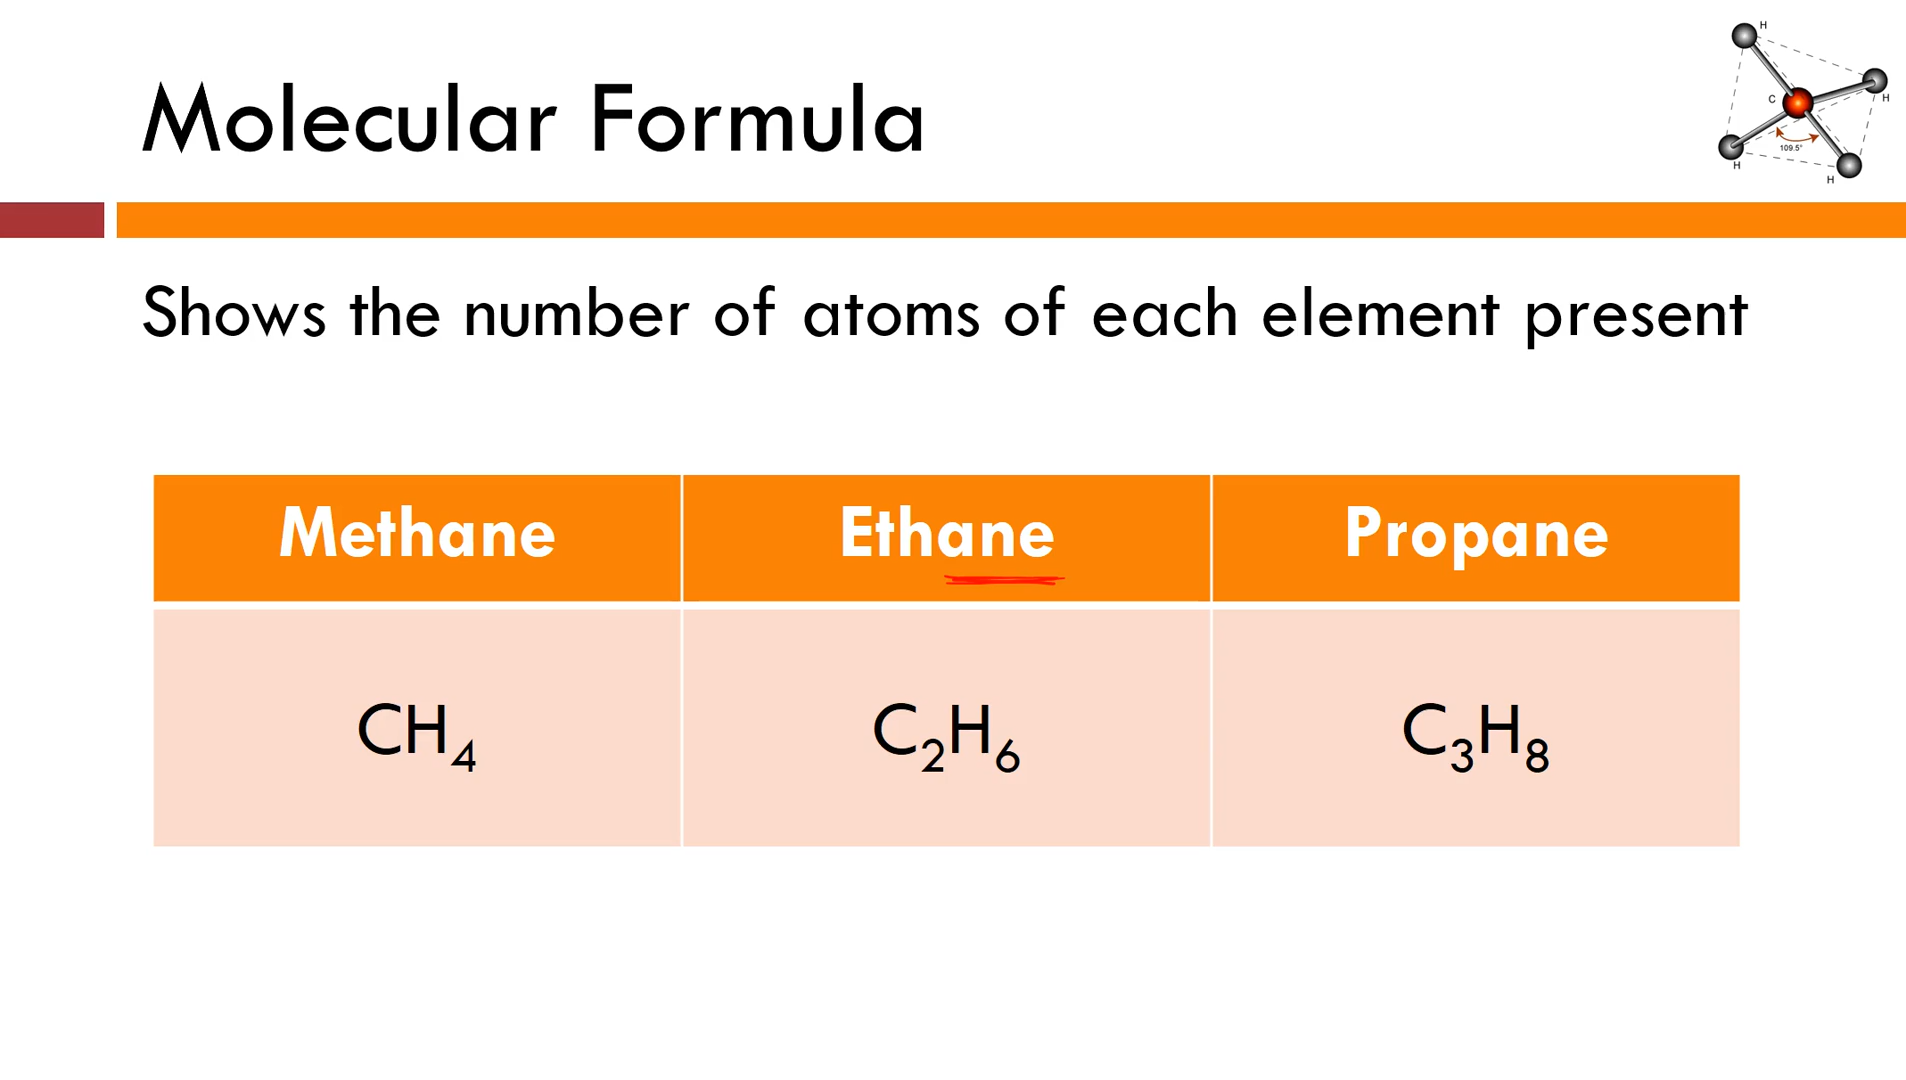 Molecular Formula
H
H
C
109.5°
H
H
Shows the number of atoms of each element present
Methane Ethane Propane
CH₄ C₂H₆ C₃H₈